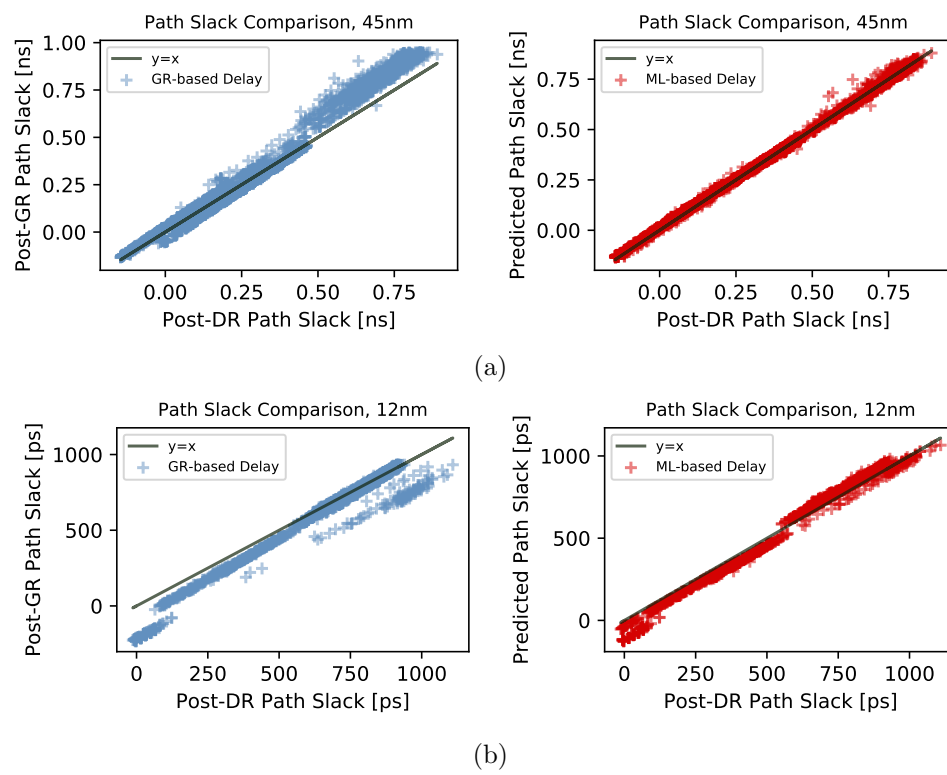 Path Slack Comparison, 45nm
Post-GR Path Slack [ns]
1.00
0.75
0.50
0.25
0.00
y=x
GR-based Delay
0.00 0.25 0.50 0.75
Post-DR Path Slack [ns]
Path Slack Comparison, 45nm
Predicted Path Slack [ns]
0.75
0.50
0.25
0.00
y=x
ML-based Delay
0.00 0.25 0.50 0.75
Post-DR Path Slack [ns]
(a)
Path Slack Comparison, 12nm
Post-GR Path Slack [ps]
1000
500
0
y=x
GR-based Delay
0 250 500 750 1000
Post-DR Path Slack [ps]
Path Slack Comparison, 12nm
Predicted Path Slack [ps]
1000
500
0
y=x
ML-based Delay
0 250 500 750 1000
Post-DR Path Slack [ps]
(b)